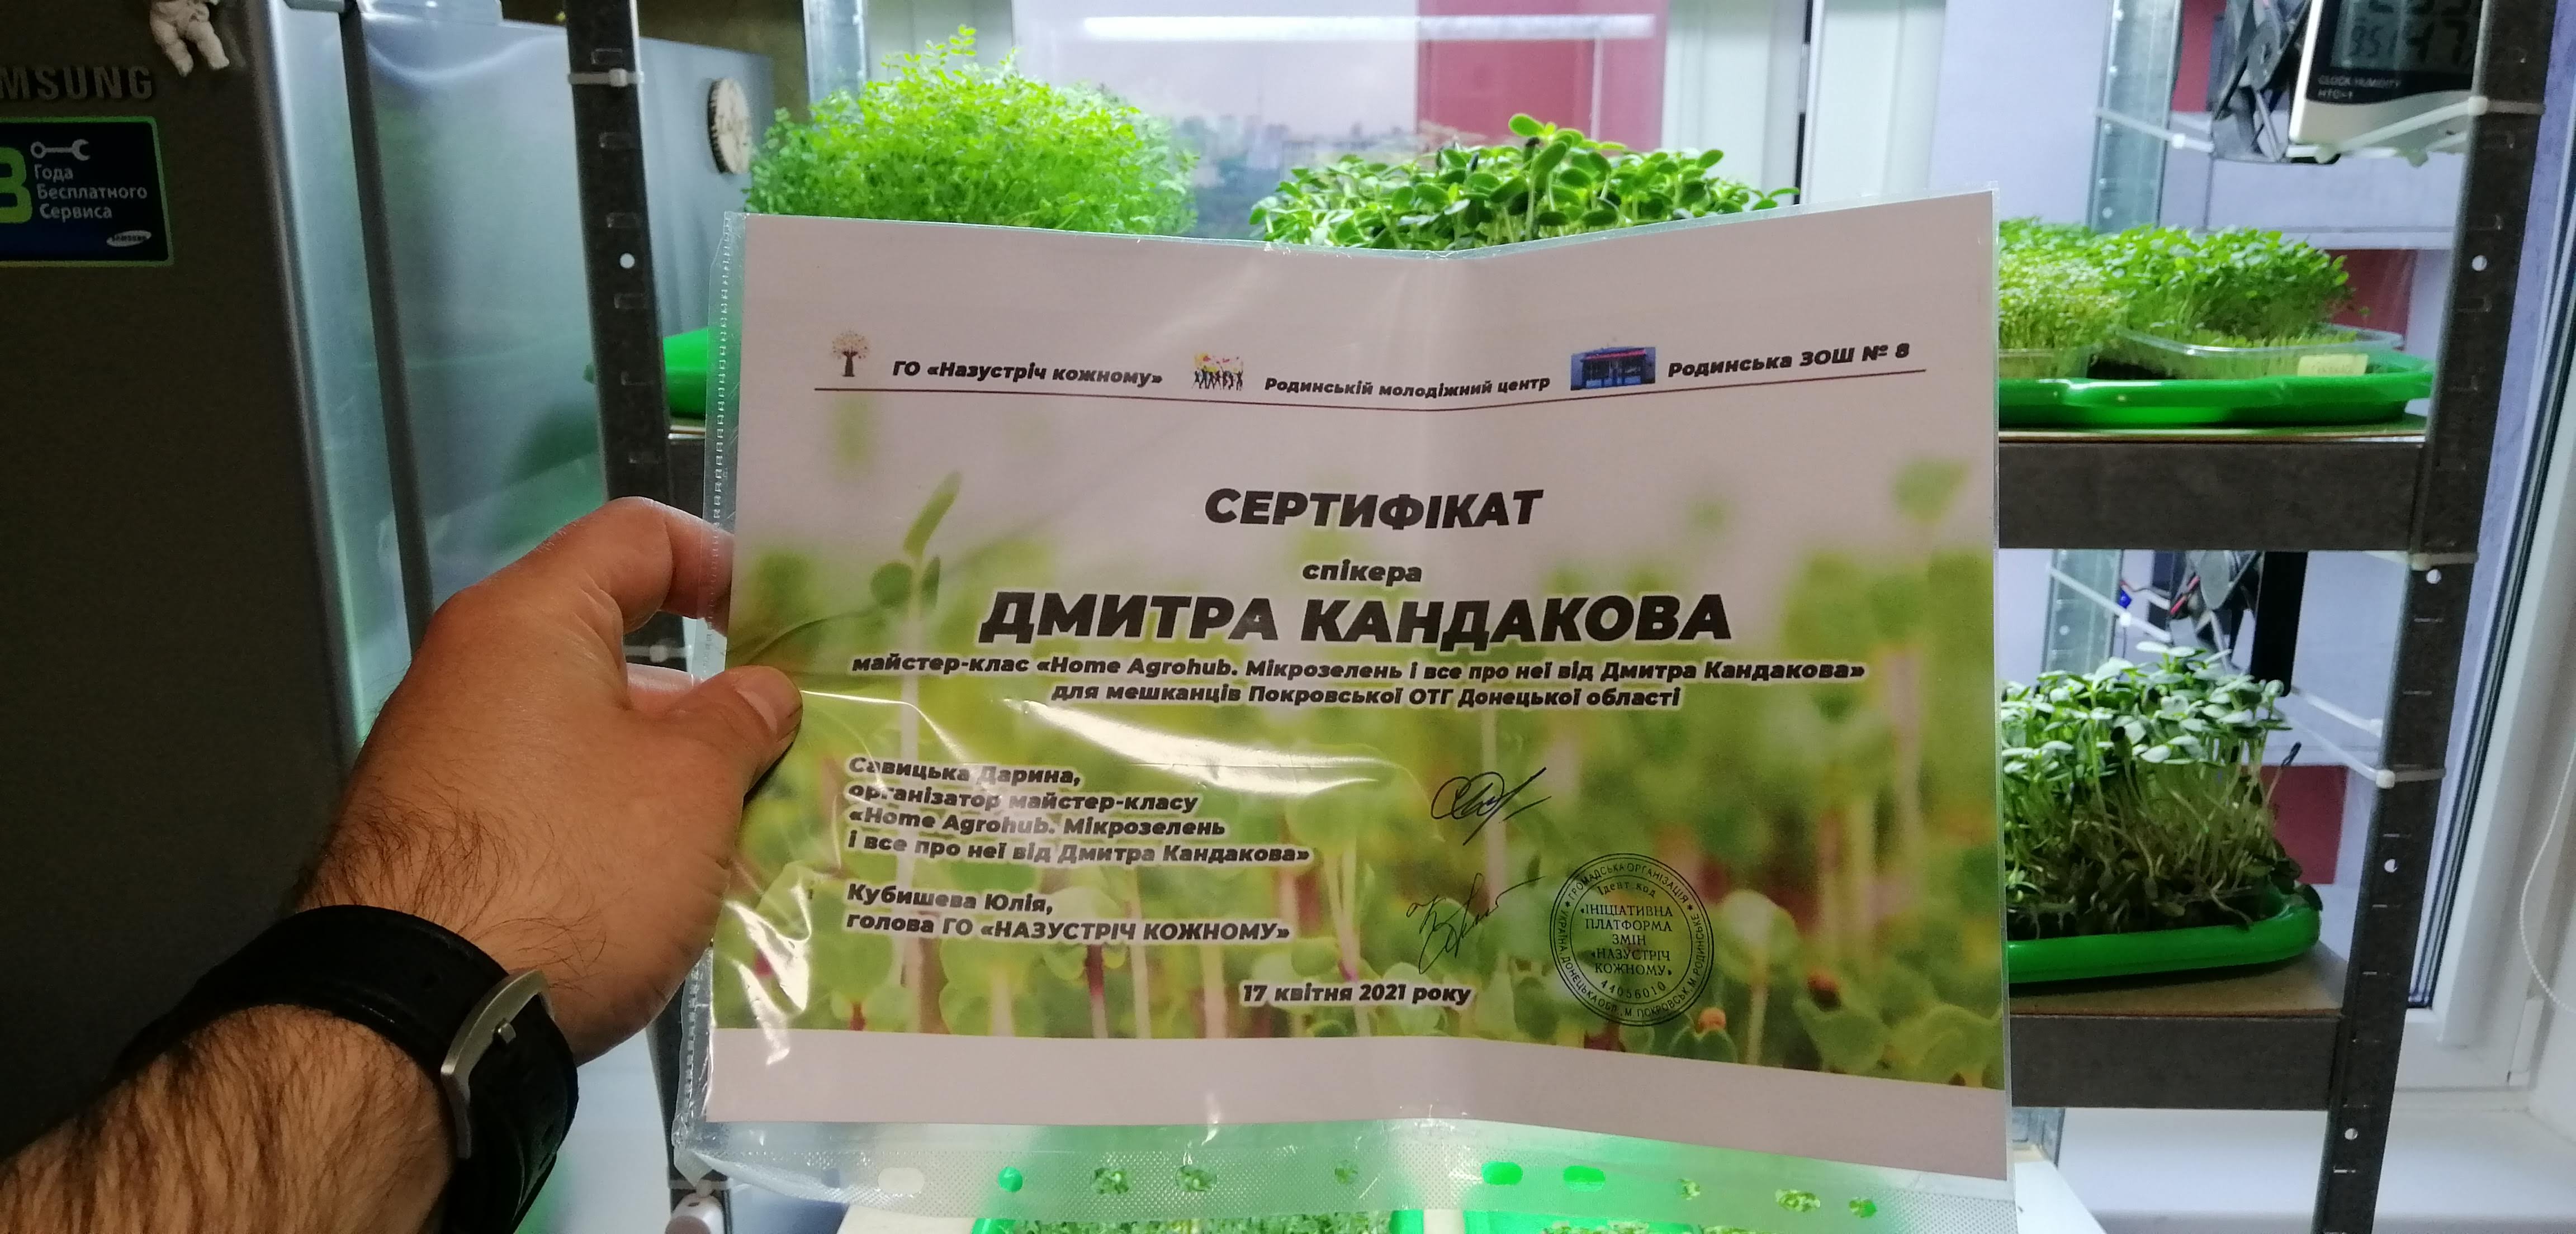 MSUNG
3
Года
Бесплатного
Сервиса
SAMSUNG
CLOCK/HUMIDITY
HTC-1
ГО «Назустріч кожному»
Родинській молодіжний центр
Родинська ЗОШ № 8
СЕРТИФІКАТ
спікера
ДМИТРА КАНДАКОВА
майстер-клас «Home Agrohub. Мікрозелень і все про неї від Дмитра Кандакова»
для мешканців Покровської ОТГ Донецької області
Савицька Дарина,
організатор майстер-класу
«Home Agrohub. Мікрозелень
і все про неї від Дмитра Кандакова»
Кубишева Юлія,
голова ГО «НАЗУСТРІЧ КОЖНОМУ»
17 квітня 2021 року
ГРОМАДСЬКА ОРГАНІЗАЦІЯ
УКРАЇНА ДОНЕЦЬКА ОБЛ., М. ПОКРОВСЬК, М. РОДИНСЬКЕ
Ідент. код
«ІНІЦІАТИВНА
ПЛАТФОРМА
ЗМІН
«НАЗУСТРІЧ
КОЖНОМУ»
44056010